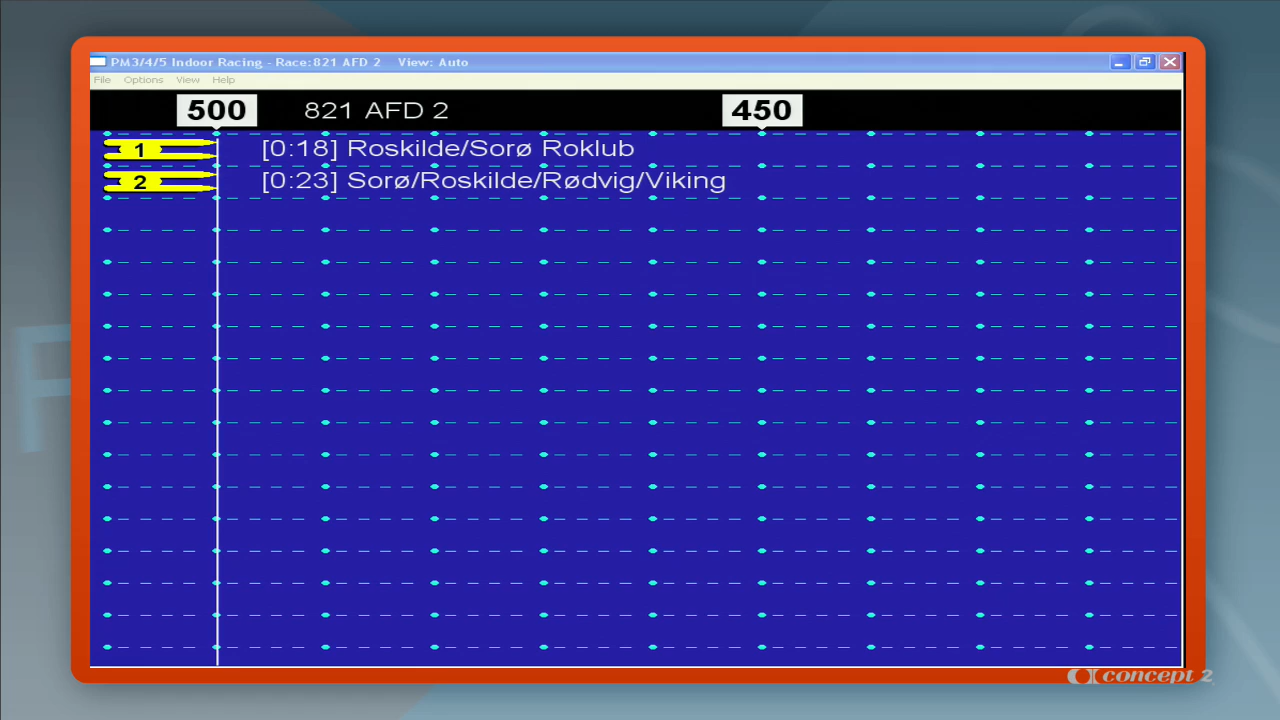 PM3/4/5 Indoor Racing - Race:821 AFD 2 View: Auto
File Options View Help
500 821 AFD 2 450
1 [0:18] Roskilde/Sorø Roklub
2 [0:23] Sorø/Roskilde/Rødvig/Viking
concept 2